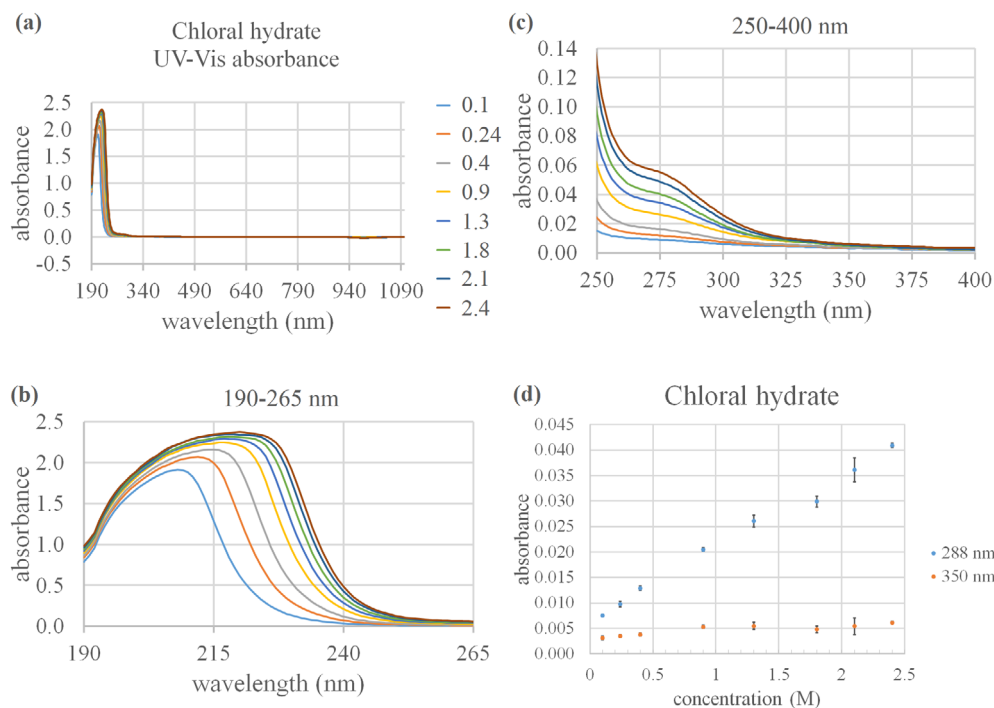 (a)
Chloral hydrate
UV-Vis absorbance
absorbance
2.5
2.0
1.5
1.0
0.5
0.0
-0.5
190 340 490 640 790 940 1090
wavelength (nm)
0.1
0.24
0.4
0.9
1.3
1.8
2.1
2.4
(c)
250-400 nm
absorbance
0.14
0.12
0.10
0.08
0.06
0.04
0.02
0.00
250 275 300 325 350 375 400
wavelength (nm)
(b)
190-265 nm
absorbance
2.5
2.0
1.5
1.0
0.5
0.0
190 215 240 265
wavelength (nm)
(d)
Chloral hydrate
absorbance
0.045
0.040
0.035
0.030
0.025
0.020
0.015
0.010
0.005
0.000
0 0.5 1 1.5 2 2.5
concentration (M)
288 nm
350 nm